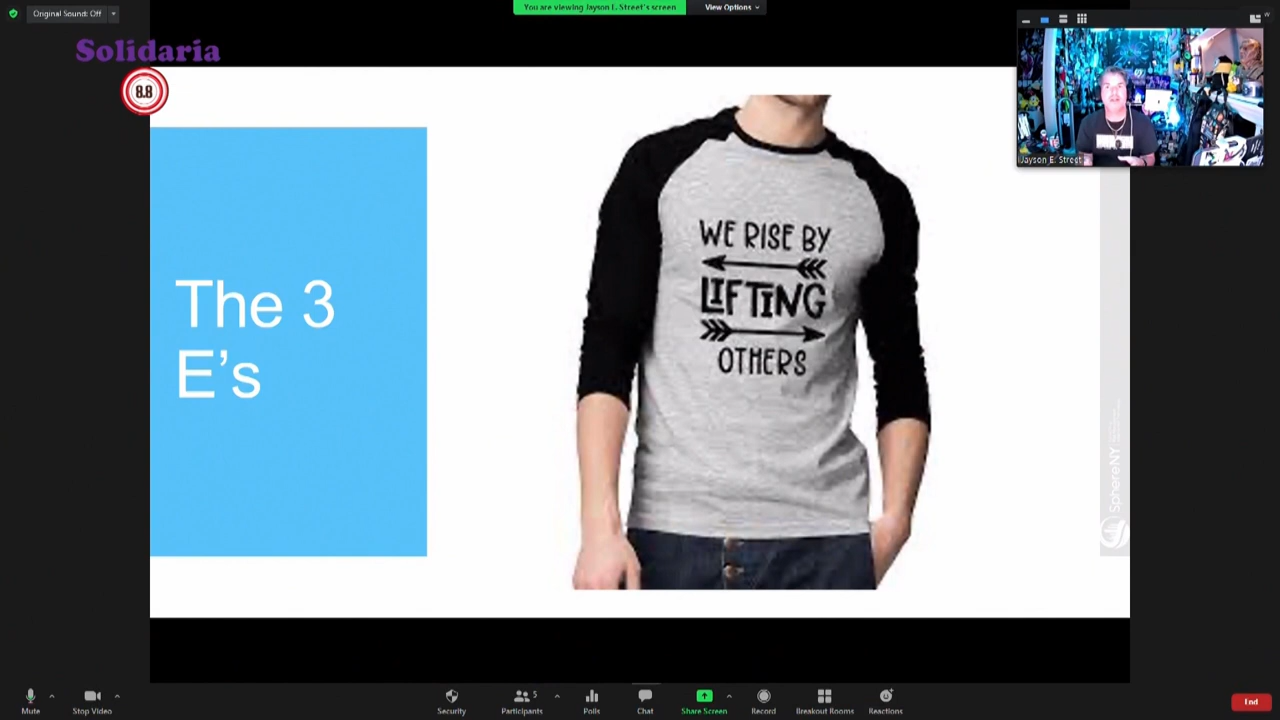 Original Sound: Off
You are viewing Jayson E. Street's screen
View Options
Solidaria
8.8
Jayson E. Street
The 3
E's
WE RISE BY
LIFTING
OTHERS
SphereNY
Mute
Stop Video
Security
Participants
5
Polls
Chat
Share Screen
Record
Breakout Rooms
Reactions
End